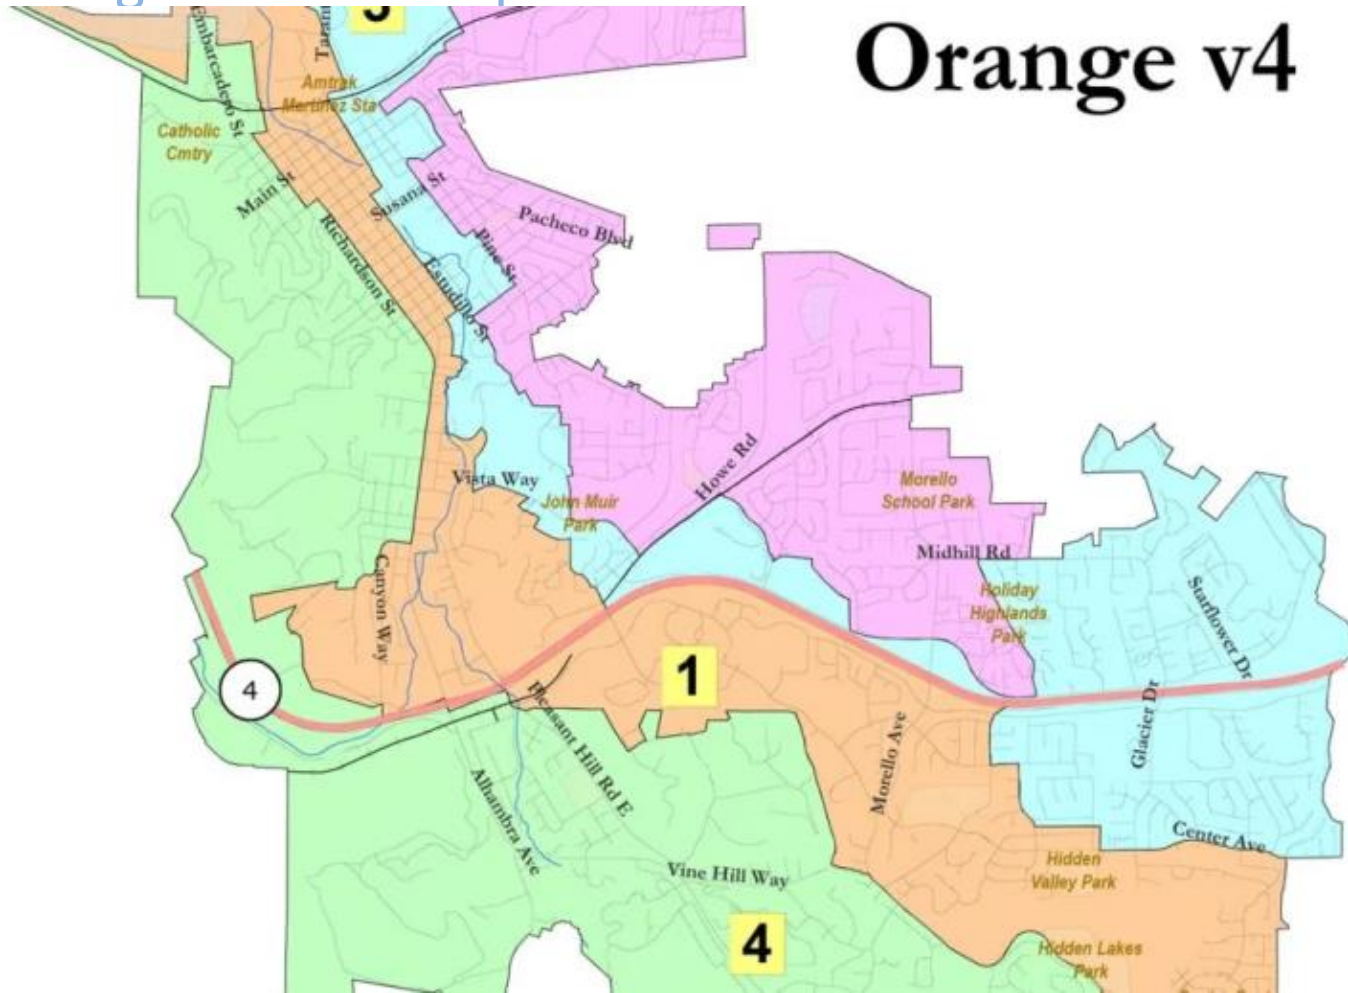 Orange v4
Embarcadero St
Amtrak
Martinez Sta
Catholic
Cmtry
Main St
Susana St
Richardson St
Pine St
Pacheco Blvd
Estudillo St
Howe Rd
Vista Way
John Muir
Park
Morello
School Park
Midhill Rd
Canyon Way
Holiday
Highlands
Park
Starflower Dr
4
1
Glacier Dr
Pleasant Hill Rd E
Morello Ave
Alhambra Ave
Center Ave
Vine Hill Way
Hidden
Valley Park
4
Hidden Lakes
Park